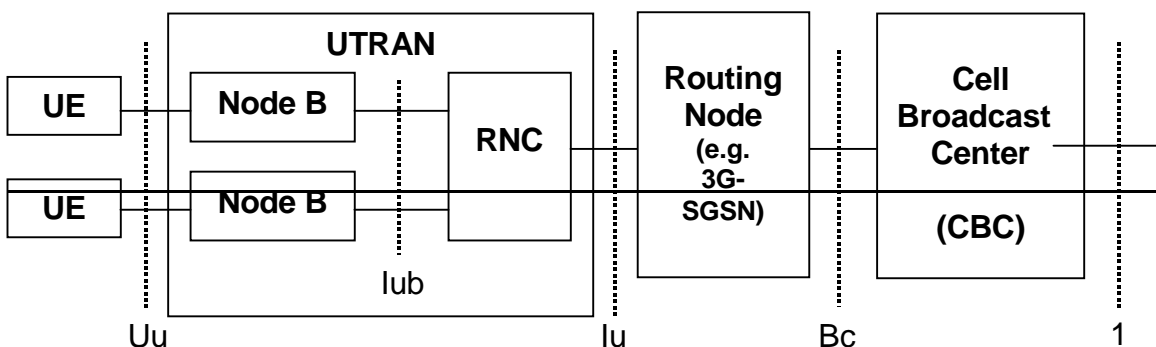 UTRAN
UE
Node B
RNC
UE
Node B
Routing
Node
(e.g.
3G-
SGSN)
Cell
Broadcast
Center
(CBC)
Iub
Uu
Iu
Bc
1